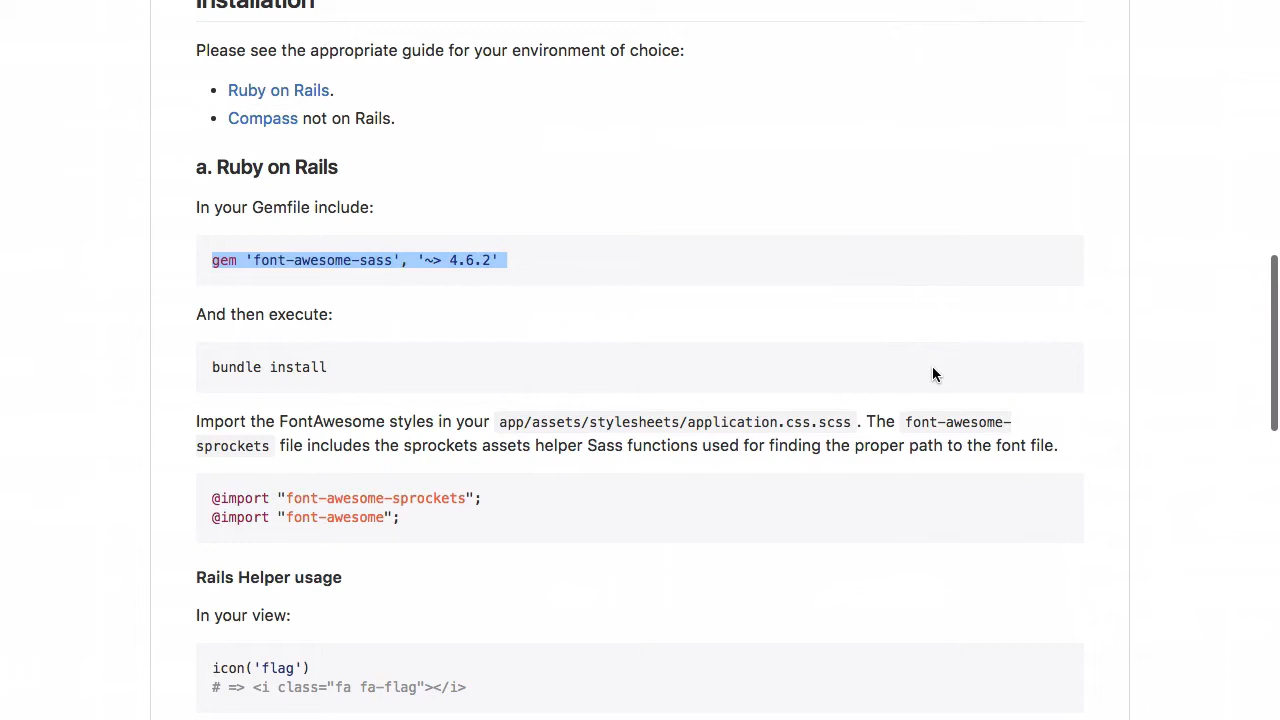 Installation
Please see the appropriate guide for your environment of choice:
• Ruby on Rails.
• Compass not on Rails.
a. Ruby on Rails
In your Gemfile include:
gem 'font-awesome-sass', '~> 4.6.2'
And then execute:
bundle install
Import the FontAwesome styles in your app/assets/stylesheets/application.css.scss . The font-awesome-
sprockets file includes the sprockets assets helper Sass functions used for finding the proper path to the font file.
@import "font-awesome-sprockets";
@import "font-awesome";
Rails Helper usage
In your view:
icon('flag')
# => <i class="fa fa-flag"></i>